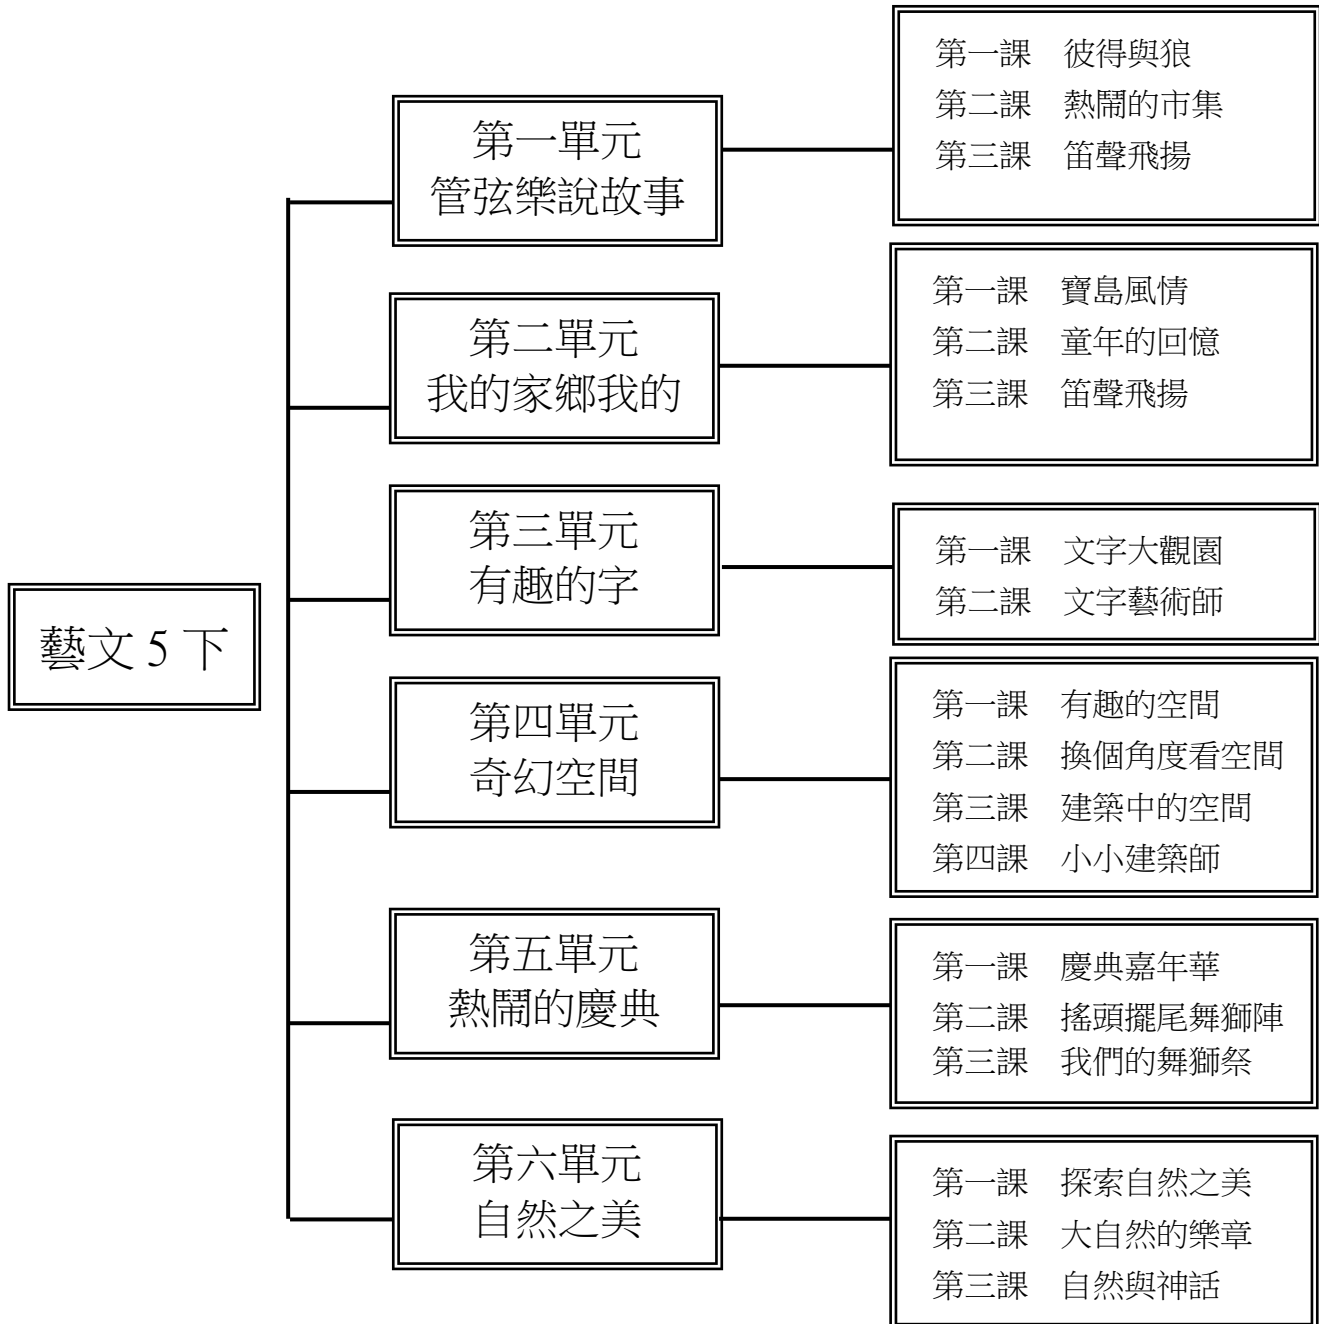 藝文 5 下
第一單元
管弦樂說故事
第一課 彼得與狼
第二課 熱鬧的市集
第三課 笛聲飛揚
第二單元
我的家鄉我的
第一課 寶島風情
第二課 童年的回憶
第三課 笛聲飛揚
第三單元
有趣的字
第一課 文字大觀園
第二課 文字藝術師
第四單元
奇幻空間
第一課 有趣的空間
第二課 換個角度看空間
第三課 建築中的空間
第四課 小小建築師
第五單元
熱鬧的慶典
第一課 慶典嘉年華
第二課 搖頭擺尾舞獅陣
第三課 我們的舞獅祭
第六單元
自然之美
第一課 探索自然之美
第二課 大自然的樂章
第三課 自然與神話